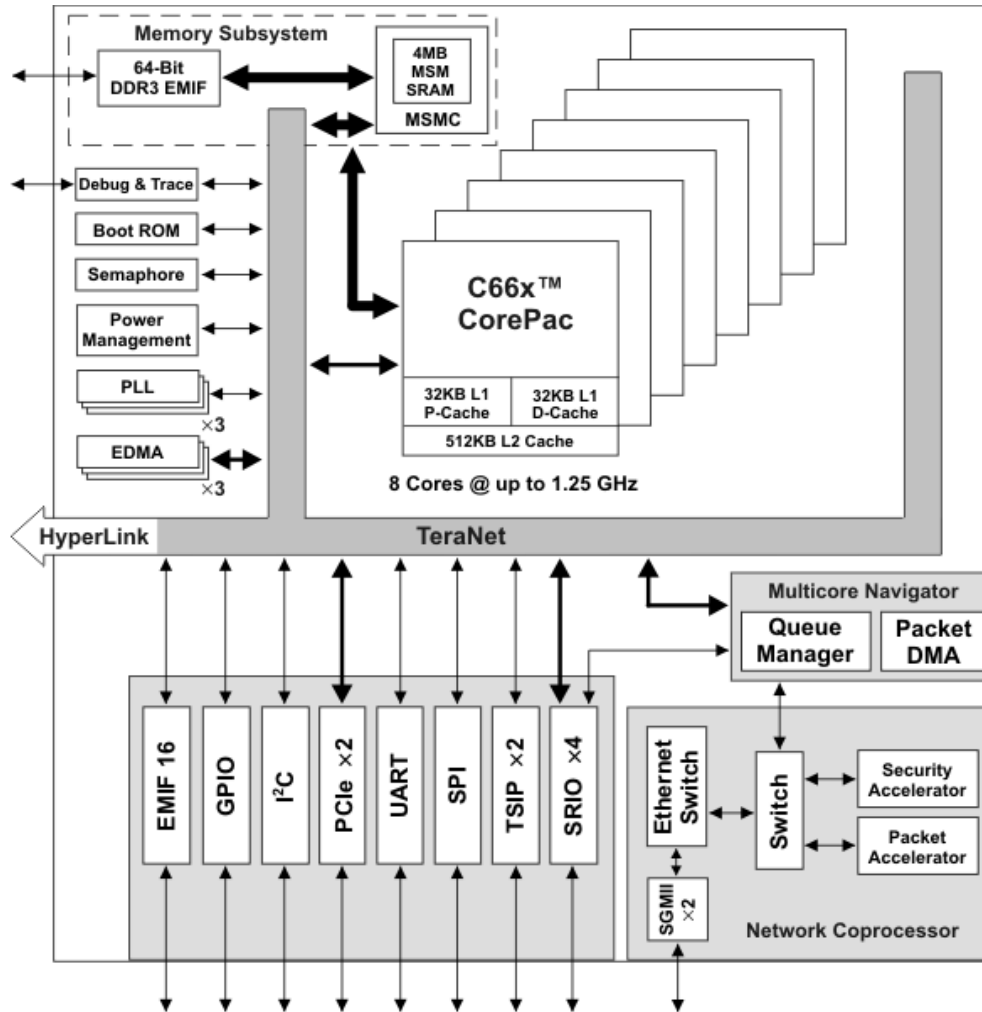 Memory Subsystem
64-Bit
DDR3 EMIF
4MB
MSM
SRAM
MSMC
Debug & Trace
Boot ROM
Semaphore
Power
Management
PLL
×3
EDMA
×3
C66x™
CorePac
32KB L1
P-Cache
32KB L1
D-Cache
512KB L2 Cache
8 Cores @ up to 1.25 GHz
HyperLink
TeraNet
Multicore Navigator
Queue
Manager
Packet
DMA
EMIF 16
GPIO
I²C
PCIe ×2
UART
SPI
TSIP ×2
SRIO ×4
Ethernet
Switch
Switch
Security
Accelerator
Packet
Accelerator
SGMII
×2
Network Coprocessor